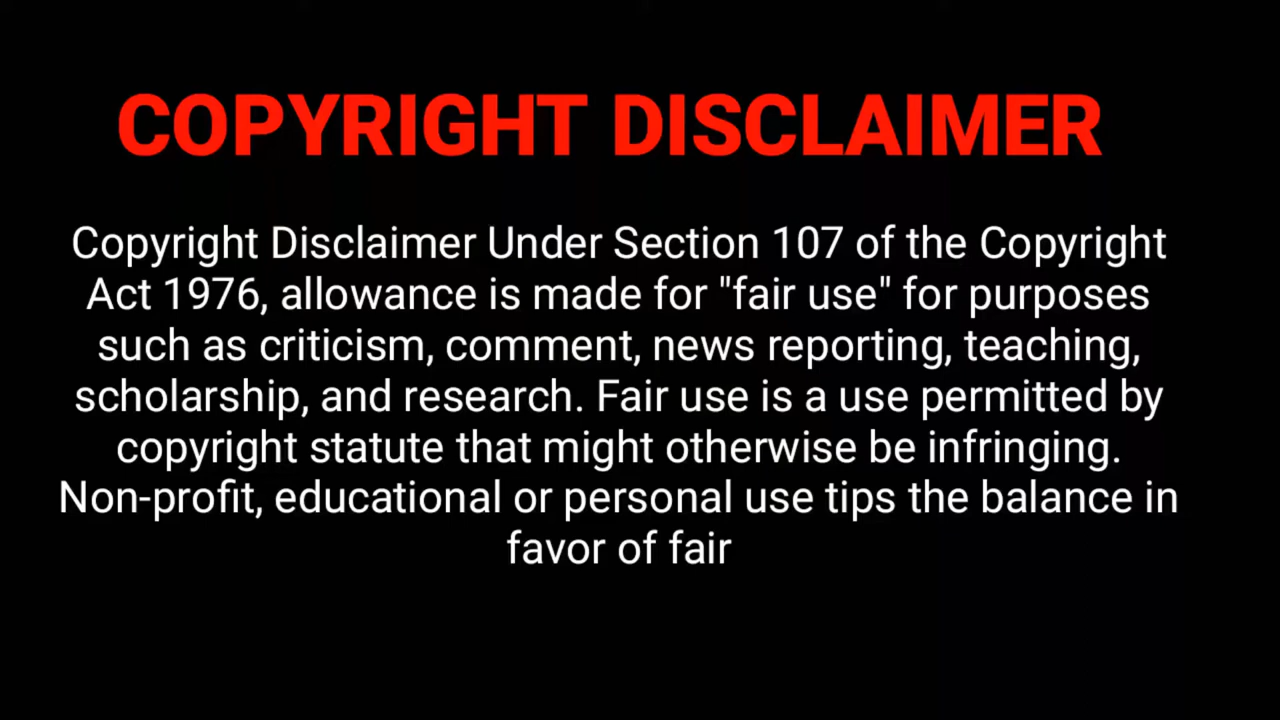 COPYRIGHT DISCLAIMER
Copyright Disclaimer Under Section 107 of the Copyright
Act 1976, allowance is made for "fair use" for purposes
such as criticism, comment, news reporting, teaching,
scholarship, and research. Fair use is a use permitted by
copyright statute that might otherwise be infringing.
Non-profit, educational or personal use tips the balance in
favor of fair